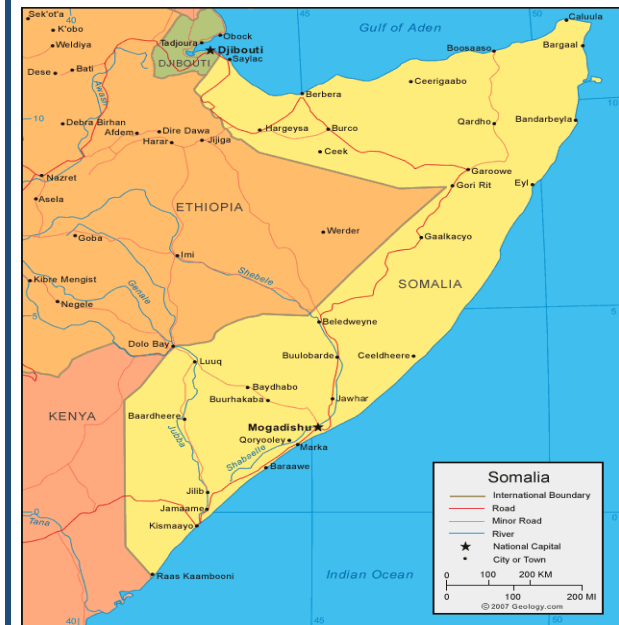 40
45
50
Sek'ot'a
K'obo
Weldiya
Dese
Bati
Awash
Debra Birhan
10
Afdem
Dire Dawa
Harar
Jijiga
Nazret
Asela
Tadjoura
Obock
Djibouti
DJIBOUTI
Saylac
Gulf of Aden
Caluula
Boosaaso
Bargaal
Ceerigaabo
Berbera
10
Hargeysa
Burco
Qardho
Bandarbeyla
Ceek
Garoowe
Gori Rit
Eyl
ETHIOPIA
Werder
Goba
Gaalkacyo
Imi
Shebele
Kibre Mengist
Genale
Negele
SOMALIA
5
5
Beledweyne
Dolo Bay
Luuq
Buulobarde
Ceeldheere
Baydhabo
Buurhakaba
Jawhar
KENYA
Baardheere
Mogadishu
Jubba
Qoryooley
Marka
Shabeelle
Baraawe
Jilib
0
Jamaame
0
Tana
Kismaayo
Raas Kaambooni
Indian Ocean
40
45
50
Somalia
International Boundary
Road
Minor Road
River
National Capital
City or Town
0 100 200 KM
0 100 200 MI
© 2007 Geology.com